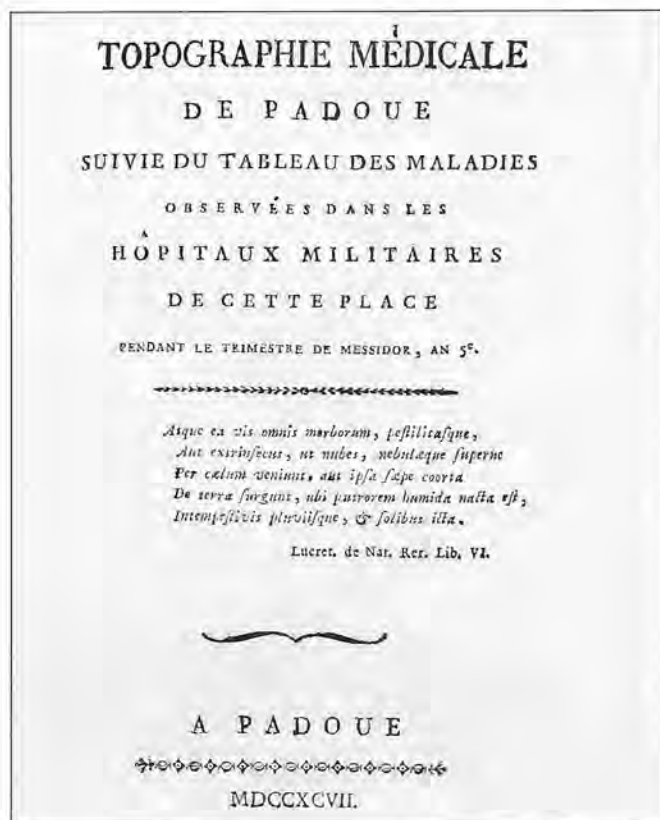 TOPOGRAPHIE MÉDICALE
DE PADOUE
SUIVIE DU TABLEAU DES MALADIES
OBSERVÉES DANS LES
HÔPITAUX MILITAIRES
DE CETTE PLACE
PENDANT LE TRIMESTRE DE MESSIDOR, AN 5e.
Atque ea vis omnis morborum, peſtilitaſque,
Aut extrinſecus, ut nubes, nebulæque ſuperne
Per cælum veniunt, aut ipſa ſæpe coorta
De terra ſurgunt, ubi putrorem humida nacta eſt,
Intempeſtivis pluviiſque, & ſolibus icta.
Lucret. de Nat. Rer. Lib. VI.
A PADOUE
MDCCXCVII.